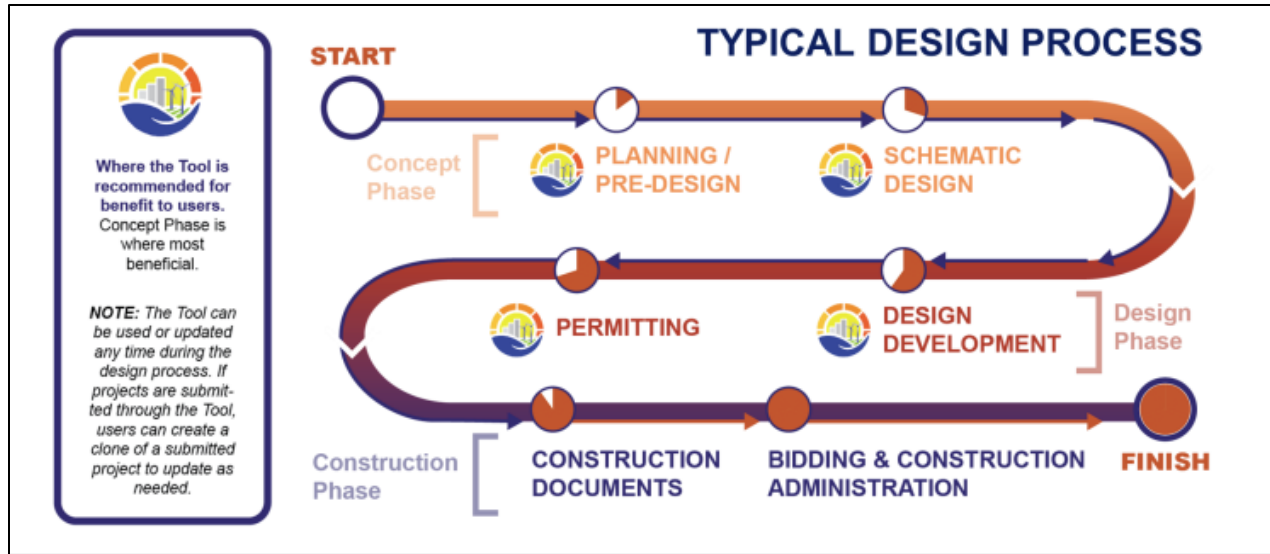 TYPICAL DESIGN PROCESS
START
Where the Tool is
recommended for
benefit to users.
Concept Phase is
where most
beneficial.
NOTE: The Tool can
be used or updated
any time during the
design process. If
projects are submit-
ted through the Tool,
users can create a
clone of a submitted
project to update as
needed.
Concept
Phase
PLANNING /
PRE-DESIGN
SCHEMATIC
DESIGN
Design
Phase
DESIGN
DEVELOPMENT
PERMITTING
Construction
Phase
CONSTRUCTION
DOCUMENTS
BIDDING & CONSTRUCTION
ADMINISTRATION
FINISH